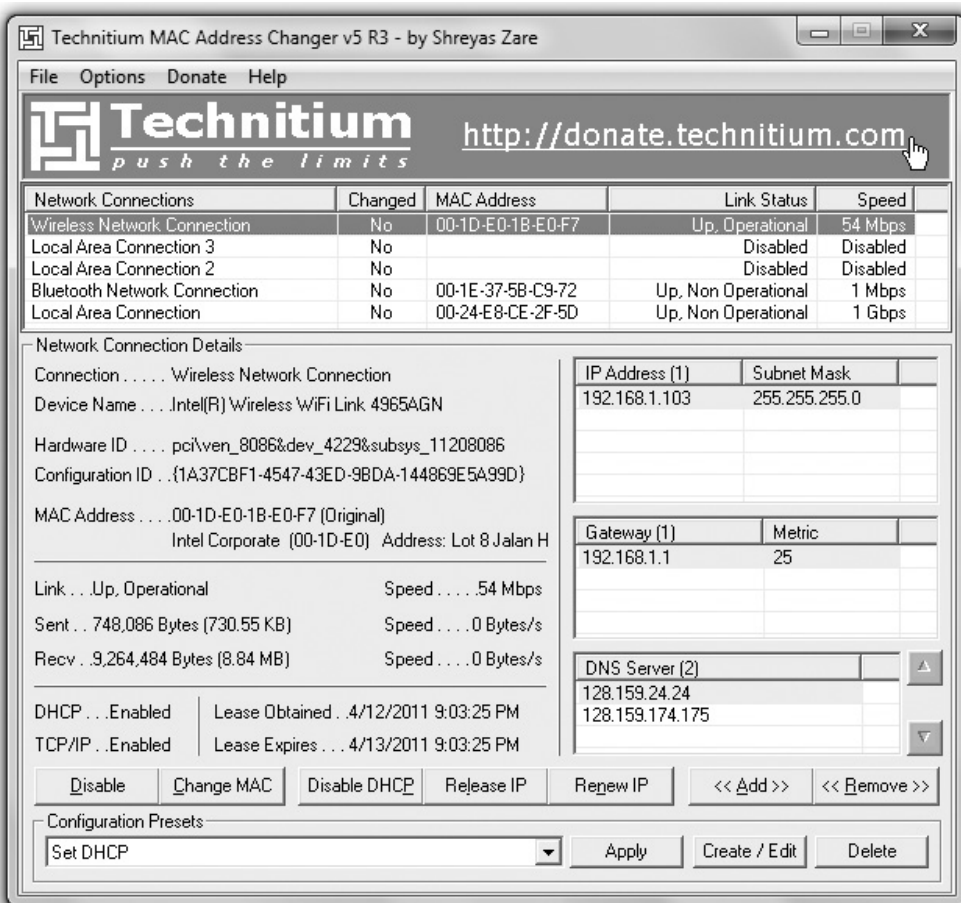 Technitium MAC Address Changer v5 R3 - by Shreyas Zare
File Options Donate Help
Technitium
push the limits
http://donate.technitium.com
Network Connections Changed MAC Address Link Status Speed
Wireless Network Connection No 00-1D-E0-1B-E0-F7 Up, Operational 54 Mbps
Local Area Connection 3 No Disabled Disabled
Local Area Connection 2 No Disabled Disabled
Bluetooth Network Connection No 00-1E-37-5B-C9-72 Up, Non Operational 1 Mbps
Local Area Connection No 00-24-E8-CE-2F-5D Up, Non Operational 1 Gbps
Network Connection Details
Connection . . . . . Wireless Network Connection
Device Name . . . .Intel(R) Wireless WiFi Link 4965AGN
Hardware ID . . . . pci\ven_8086&dev_4229&subsys_11208086
Configuration ID . .{1A37CBF1-4547-43ED-9BDA-144869E5A99D}
MAC Address . . . .00-1D-E0-1B-E0-F7 (Original)
Intel Corporate (00-1D-E0) Address: Lot 8 Jalan H
Link . . .Up, Operational Speed . . . . .54 Mbps
Sent . . 748,086 Bytes (730.55 KB) Speed . . . .0 Bytes/s
Recv . .9,264,484 Bytes (8.84 MB) Speed . . . .0 Bytes/s
DHCP . . .Enabled Lease Obtained . .4/12/2011 9:03:25 PM
TCP/IP . .Enabled Lease Expires . . . 4/13/2011 9:03:25 PM
IP Address (1) Subnet Mask
192.168.1.103 255.255.255.0
Gateway (1) Metric
192.168.1.1 25
DNS Server (2)
128.159.24.24
128.159.174.175
Disable Change MAC Disable DHCP Release IP Renew IP << Add >> << Remove >>
Configuration Presets
Set DHCP Apply Create / Edit Delete